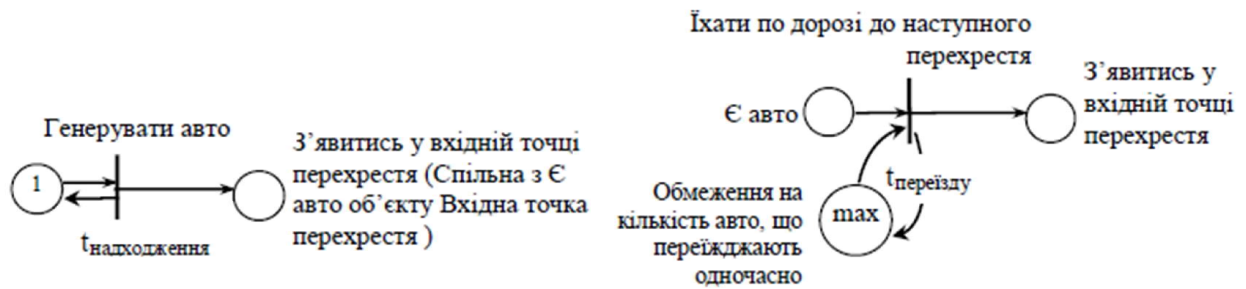 Генерувати авто
1
З’явитись у вхідній точці
перехрестя (Спільна з Є
авто об’єкту Вхідна точка
перехрестя )
tнадходження
Їхати по дорозі до наступного
перехрестя
Є авто
З’явитись у
вхідній точці
перехрестя
Обмеження на
кількість авто, що
переїжджають
одночасно
max
tпереїзду